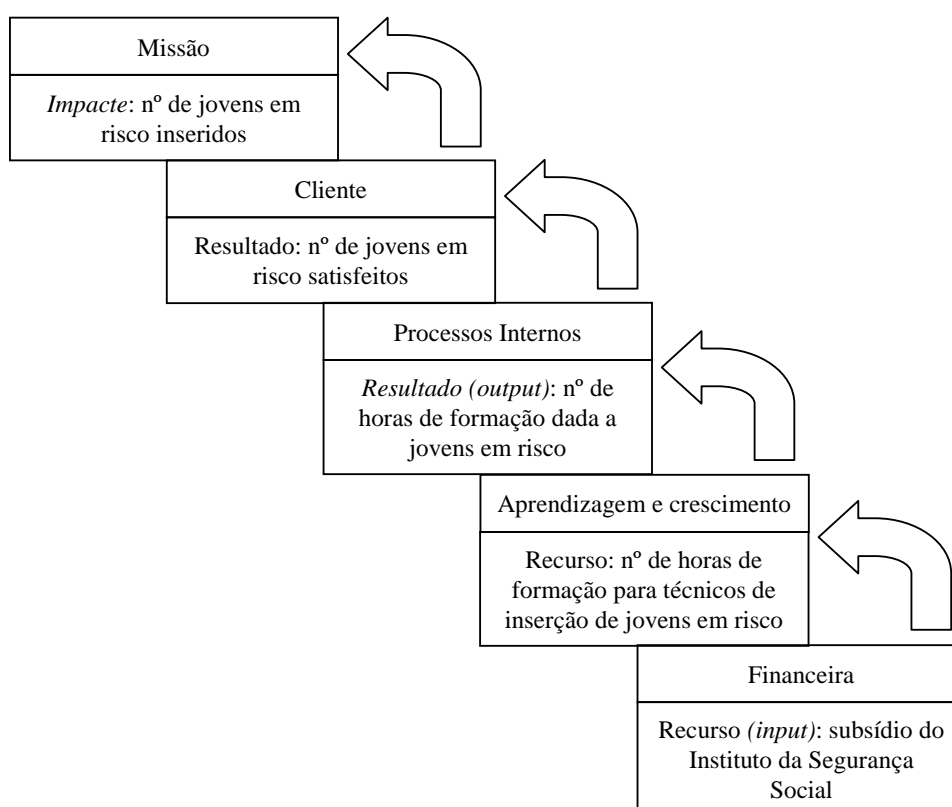 Missão
Impacte: nº de jovens em
risco inseridos
Cliente
Resultado: nº de jovens em
risco satisfeitos
Processos Internos
Resultado (output): nº de
horas de formação dada a
jovens em risco
Aprendizagem e crescimento
Recurso: nº de horas de
formação para técnicos de
inserção de jovens em risco
Financeira
Recurso (input): subsídio do
Instituto da Segurança
Social